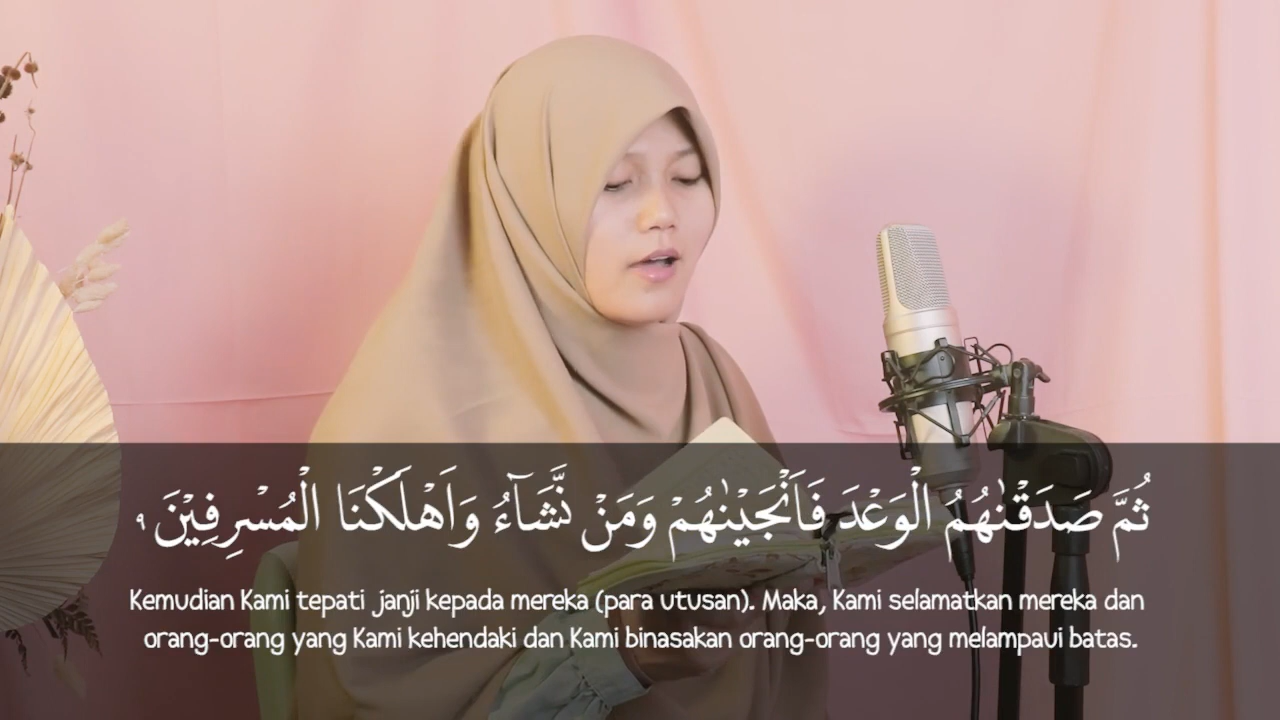 ثُمَّ صَدَقْنٰهُمُ الْوَعْدَ فَاَنْجَيْنٰهُمْ وَمَنْ نَّشَاۤءُ وَاَهْلَكْنَا الْمُسْرِفِيْنَ ٩
Kemudian Kami tepati janji kepada mereka (para utusan). Maka, Kami selamatkan mereka dan
orang-orang yang Kami kehendaki dan Kami binasakan orang-orang yang melampaui batas.